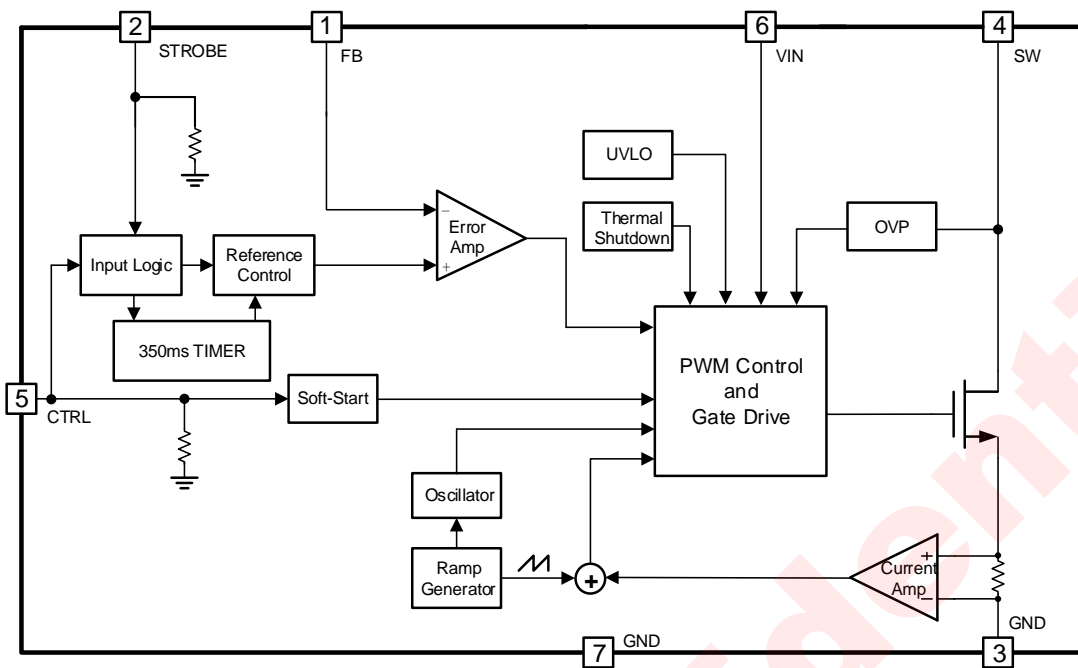 2
1
6
4
STROBE
FB
VIN
SW
UVLO
Thermal
Shutdown
OVP
−
Error
Amp
+
Input Logic
Reference
Control
350ms TIMER
PWM Control
and
Gate Drive
5
CTRL
Soft-Start
Oscillator
Ramp
Generator
+
+
Current
Amp
−
GND
7
GND
3